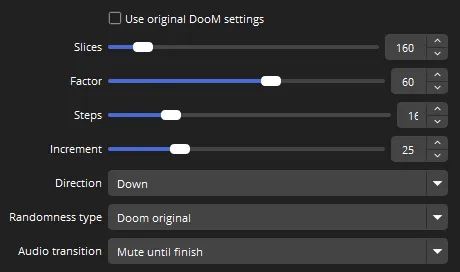 Use original DooM settings
Slices 160
Factor 60
Steps 16
Increment 25
Direction Down
Randomness type Doom original
Audio transition Mute until finish